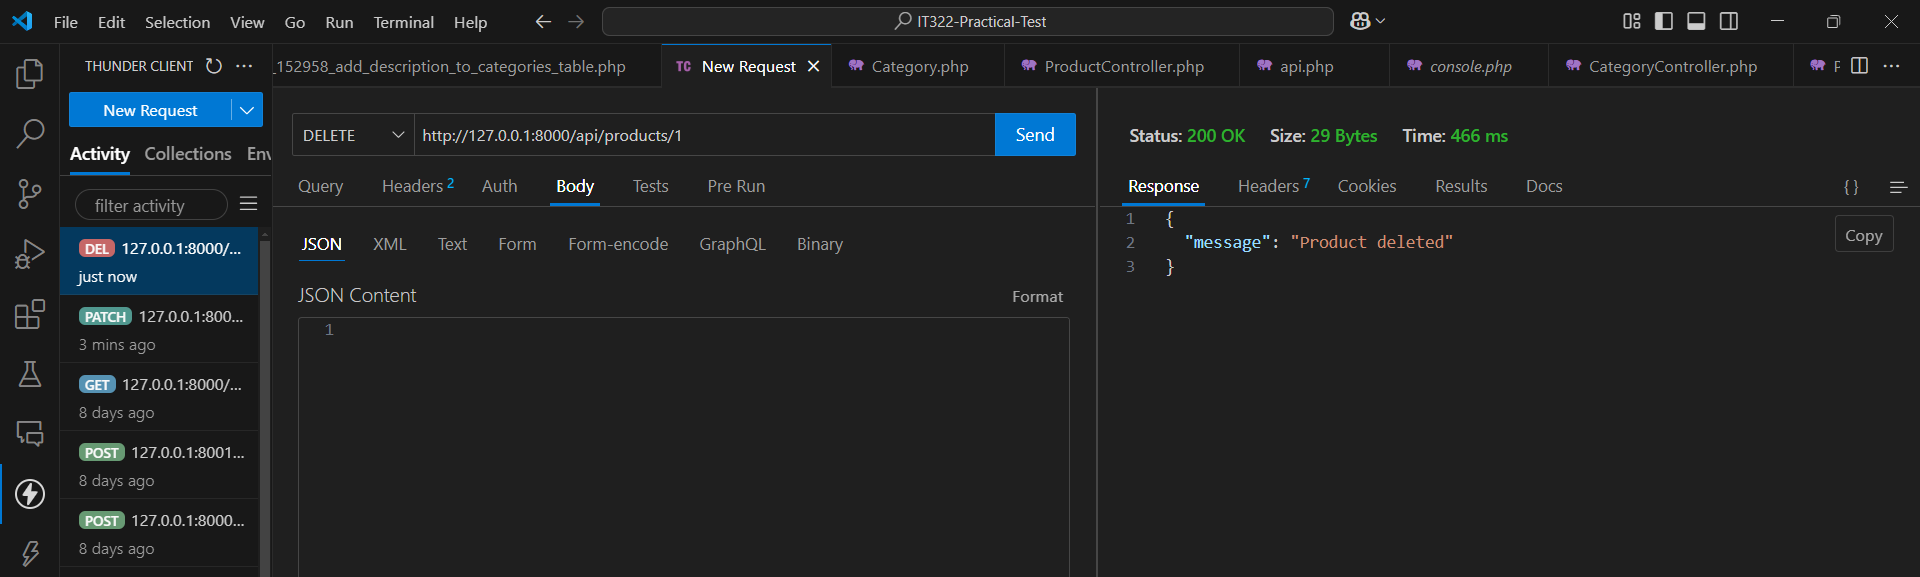 File Edit Selection View Go Run Terminal Help IT322-Practical-Test
THUNDER CLIENT
New Request
Activity Collections Env
filter activity
DEL 127.0.0.1:8000/...
just now
PATCH 127.0.0.1:800...
3 mins ago
GET 127.0.0.1:8000/...
8 days ago
POST 127.0.0.1:8001...
8 days ago
POST 127.0.0.1:8000...
8 days ago
_152958_add_description_to_categories_table.php TC New Request Category.php ProductController.php api.php console.php CategoryController.php
DELETE http://127.0.0.1:8000/api/products/1 Send
Query Headers 2 Auth Body Tests Pre Run
JSON XML Text Form Form-encode GraphQL Binary
JSON Content Format
1
Status: 200 OK Size: 29 Bytes Time: 466 ms
Response Headers 7 Cookies Results Docs {}
1 {
2 "message": "Product deleted"
3 }
Copy